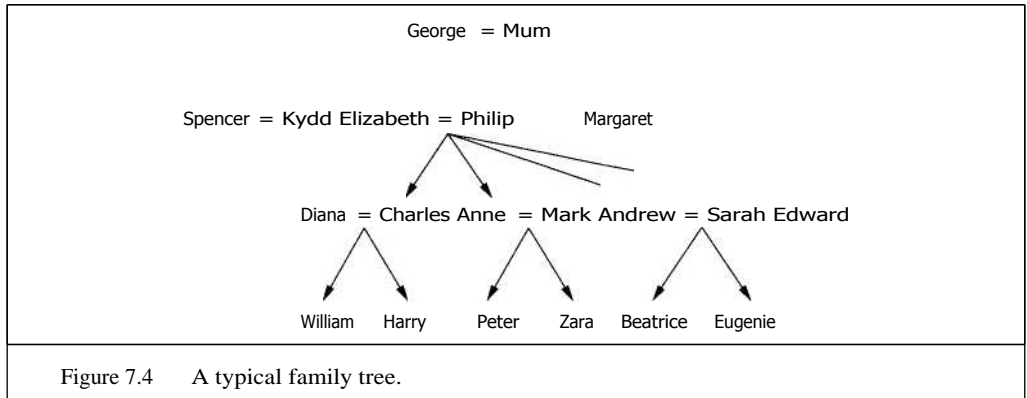 George = Mum
Spencer = Kydd Elizabeth = Philip Margaret
Diana = Charles Anne = Mark Andrew = Sarah Edward
William Harry Peter Zara Beatrice Eugenie
Figure 7.4 A typical family tree.